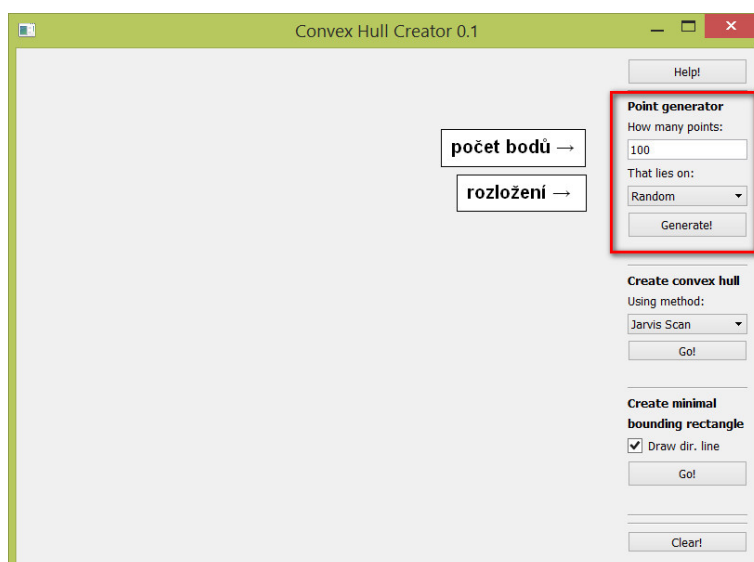 Convex Hull Creator 0.1
Help!
Point generator
How many points:
počet bodů →
100
That lies on:
rozložení →
Random
Generate!
Create convex hull
Using method:
Jarvis Scan
Go!
Create minimal
bounding rectangle
Draw dir. line
Go!
Clear!